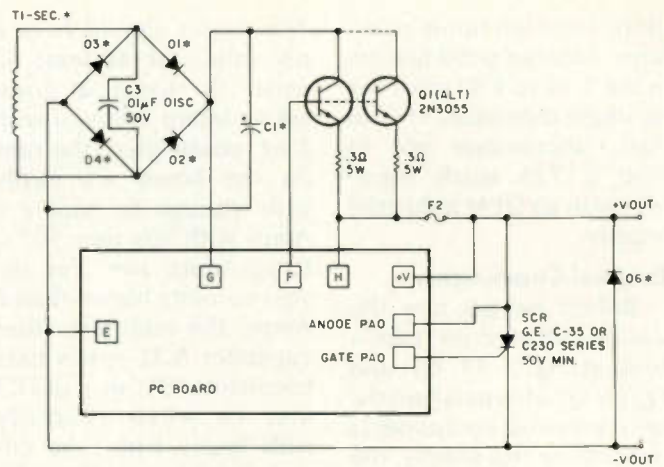 T1-SEC.*
D3*
D1*
C3
.01µF DISC
50V
D4*
D2*
C1*
Q1(ALT)
2N3055
.3Ω
5W
.3Ω
5W
F2
+VOUT
G
F
H
+V
E
ANODE PAD
GATE PAD
PC BOARD
SCR
G.E. C-35 OR
C230 SERIES
50V MIN.
D6*
-VOUT